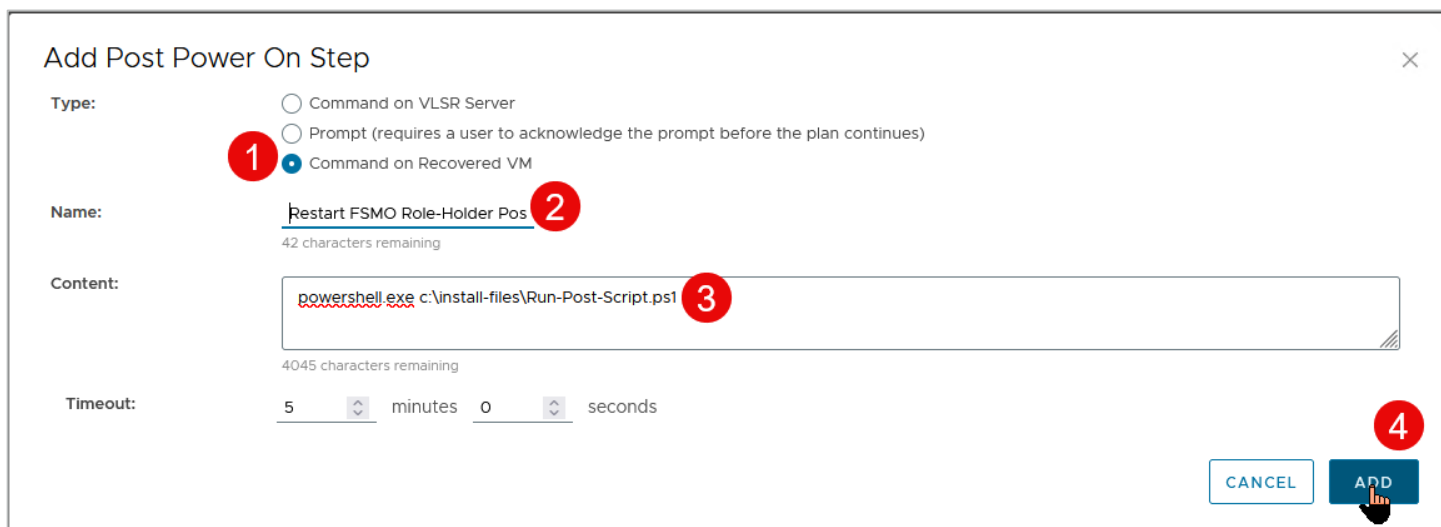 Add Post Power On Step
Type:
Command on VLSR Server
Prompt (requires a user to acknowledge the prompt before the plan continues)
1
Command on Recovered VM
Name:
Restart FSMO Role-Holder Pos
2
42 characters remaining
Content:
powershell.exe c:\install-files\Run-Post-Script.ps1
3
4045 characters remaining
Timeout:
5 minutes 0 seconds
4
CANCEL ADD